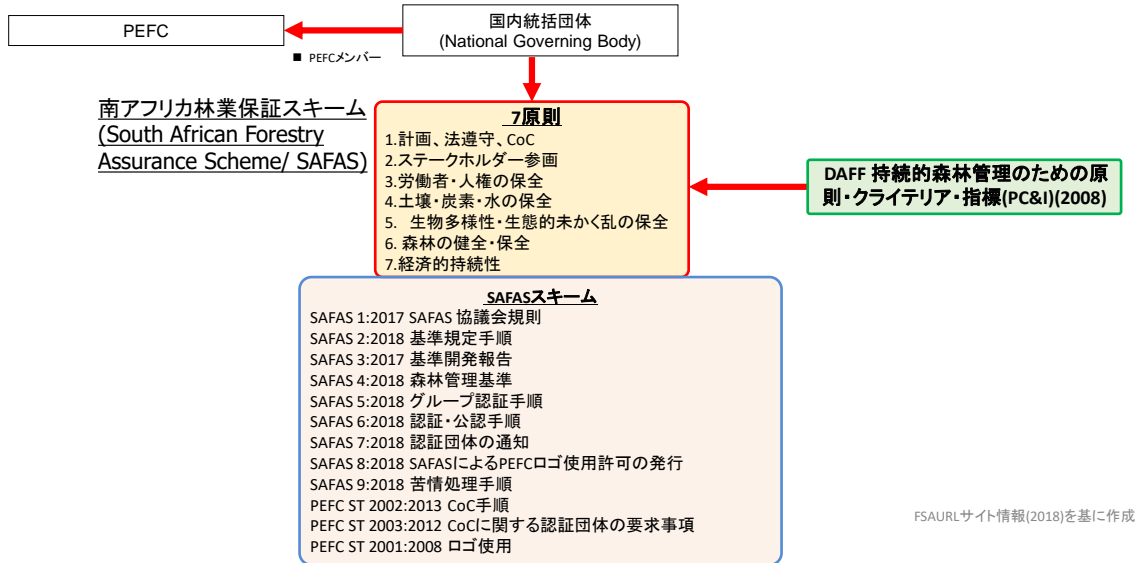 PEFC
国内統括団体
(National Governing Body)
■ PEFCメンバー
南アフリカ林業保証スキーム
(South African Forestry
Assurance Scheme/ SAFAS)
7原則
1.計画、法遵守、CoC
2.ステークホルダー参画
3.労働者・人権の保全
4.土壌・炭素・水の保全
5. 生物多様性・生態的未かく乱の保全
6. 森林の健全・保全
7.経済的持続性
DAFF 持続的森林管理のための原
則・クライテリア・指標(PC&I)(2008)
SAFASスキーム
SAFAS 1:2017 SAFAS 協議会規則
SAFAS 2:2018 基準規定手順
SAFAS 3:2017 基準開発報告
SAFAS 4:2018 森林管理基準
SAFAS 5:2018 グループ認証手順
SAFAS 6:2018 認証・公認手順
SAFAS 7:2018 認証団体の通知
SAFAS 8:2018 SAFASによるPEFCロゴ使用許可の発行
SAFAS 9:2018 苦情処理手順
PEFC ST 2002:2013 CoC手順
PEFC ST 2003:2012 CoCに関する認証団体の要求事項
PEFC ST 2001:2008 ロゴ使用
FSAURLサイト情報(2018)を基に作成